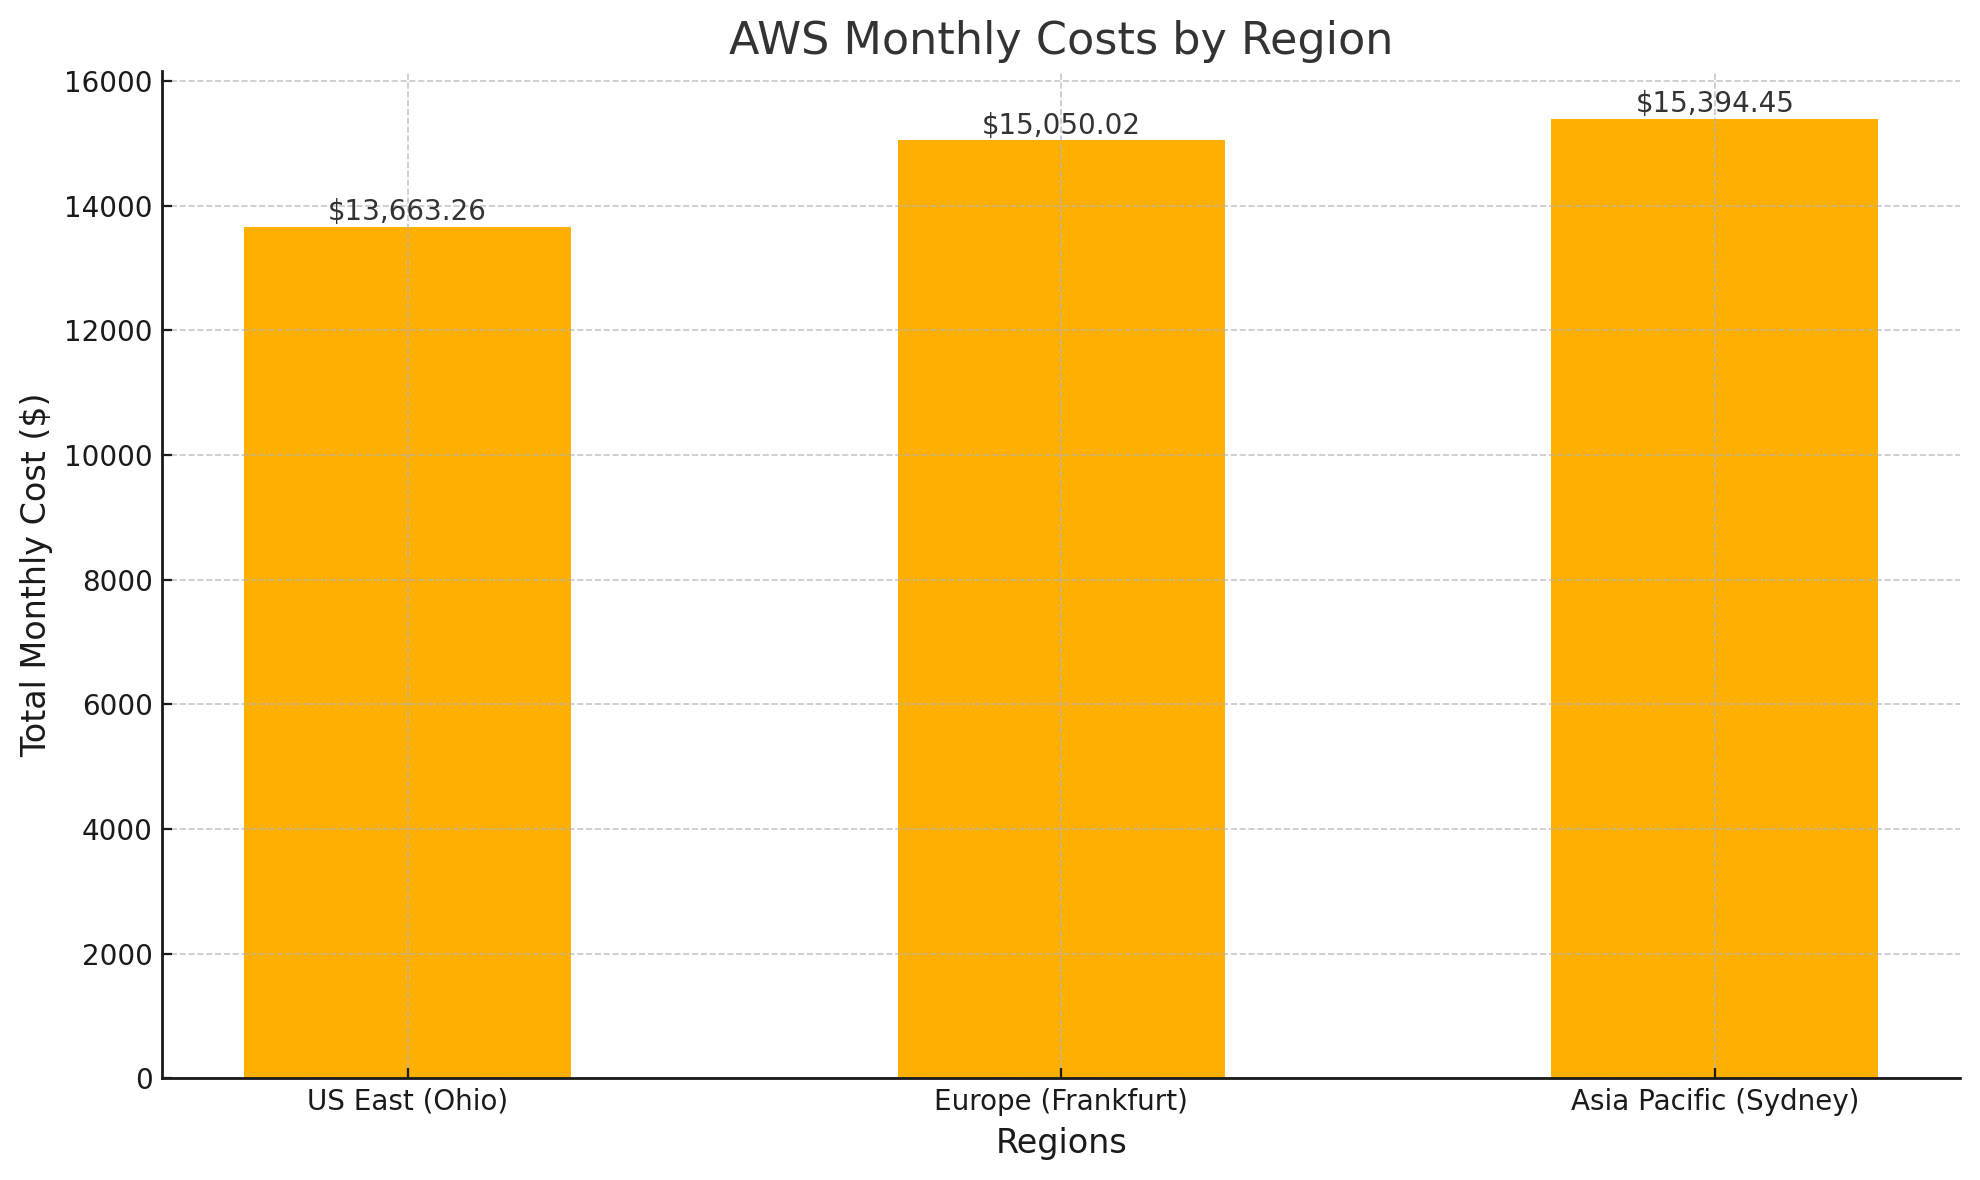 AWS Monthly Costs by Region
Total Monthly Cost ($)
16000
14000
12000
10000
8000
6000
4000
2000
0
$13,663.26
$15,050.02
$15,394.45
US East (Ohio)
Europe (Frankfurt)
Asia Pacific (Sydney)
Regions